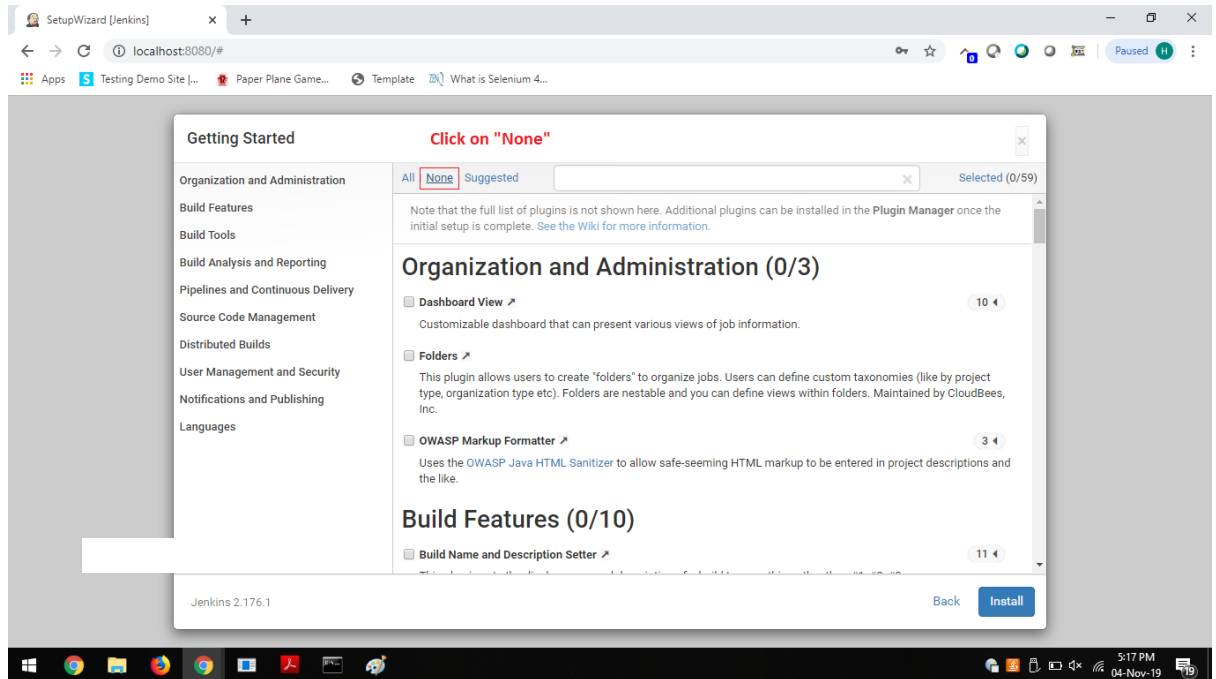 SetupWizard [Jenkins]
localhost:8080/#
0
Paused
H
Apps
S
Testing Demo Site |...
Paper Plane Game...
Template
What is Selenium 4...
Getting Started
Click on "None"
×
Organization and Administration
Build Features
Build Tools
Build Analysis and Reporting
Pipelines and Continuous Delivery
Source Code Management
Distributed Builds
User Management and Security
Notifications and Publishing
Languages
All None Suggested
Selected (0/59)
Note that the full list of plugins is not shown here. Additional plugins can be installed in the Plugin Manager once the
initial setup is complete. See the Wiki for more information.
Organization and Administration (0/3)
Dashboard View
10
Customizable dashboard that can present various views of job information.
Folders
This plugin allows users to create "folders" to organize jobs. Users can define custom taxonomies (like by project
type, organization type etc). Folders are nestable and you can define views within folders. Maintained by CloudBees,
Inc.
OWASP Markup Formatter
3
Uses the OWASP Java HTML Sanitizer to allow safe-seeming HTML markup to be entered in project descriptions and
the like.
Build Features (0/10)
Build Name and Description Setter
11
Jenkins 2.176.1
Back
Install
5:17 PM
04-Nov-19
19